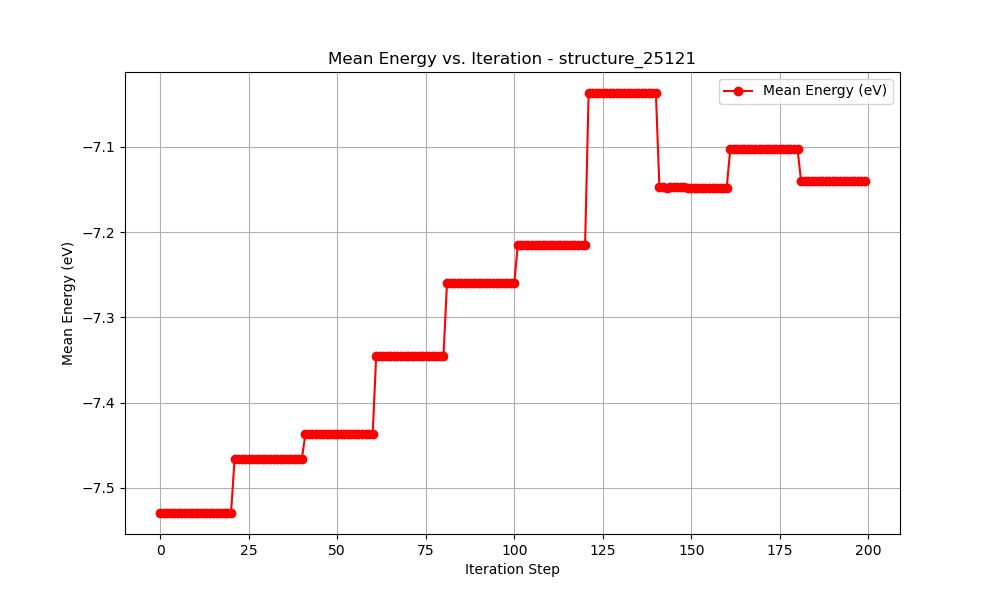 Mean Energy vs. Iteration - structure_25121
Mean Energy (eV)
−7.1
−7.2
−7.3
−7.4
−7.5
Mean Energy (eV)
0 25 50 75 100 125 150 175 200
Iteration Step